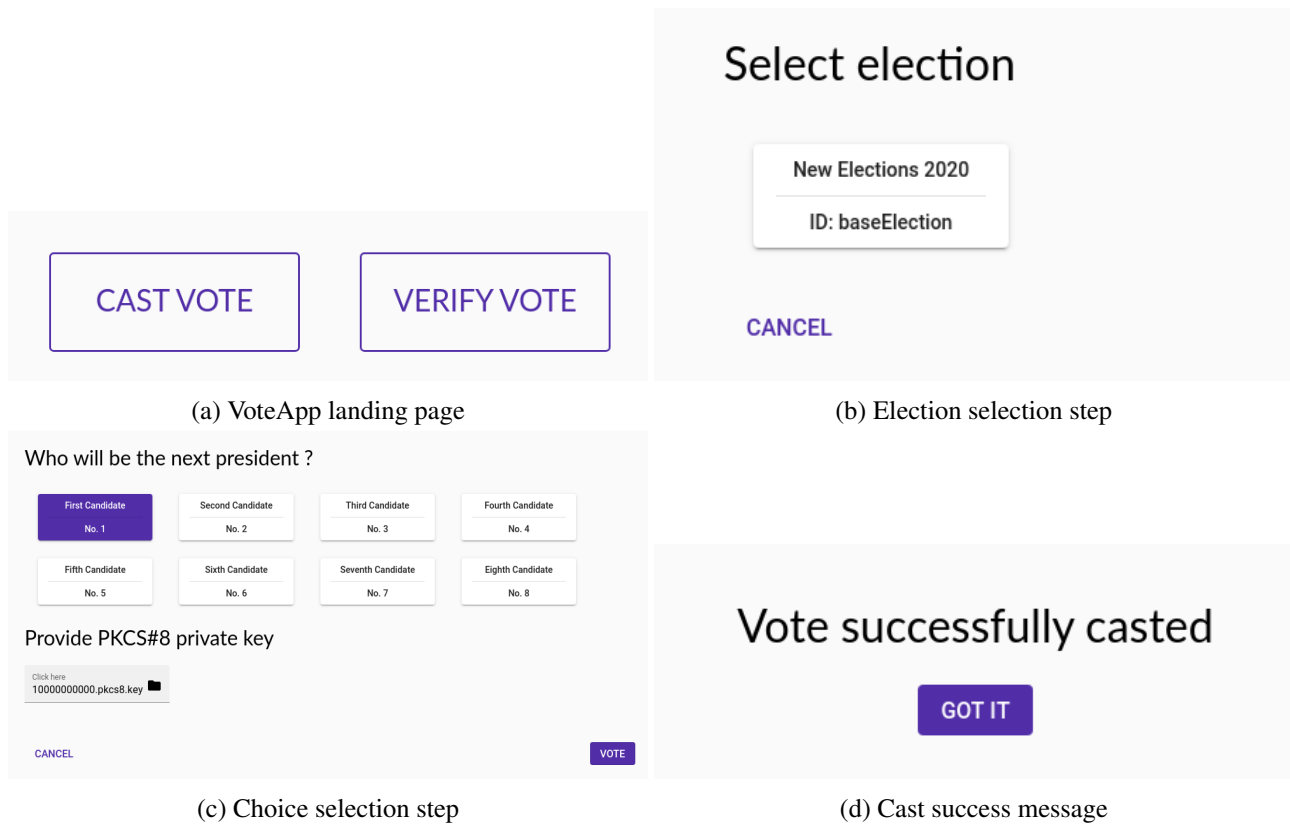 CAST VOTE
VERIFY VOTE
(a) VoteApp landing page
Select election
New Elections 2020
ID: baseElection
CANCEL
(b) Election selection step
Who will be the next president ?
First Candidate
No. 1
Second Candidate
No. 2
Third Candidate
No. 3
Fourth Candidate
No. 4
Fifth Candidate
No. 5
Sixth Candidate
No. 6
Seventh Candidate
No. 7
Eighth Candidate
No. 8
Provide PKCS#8 private key
Click here
10000000000.pkcs8.key
CANCEL
VOTE
(c) Choice selection step
Vote successfully casted
GOT IT
(d) Cast success message